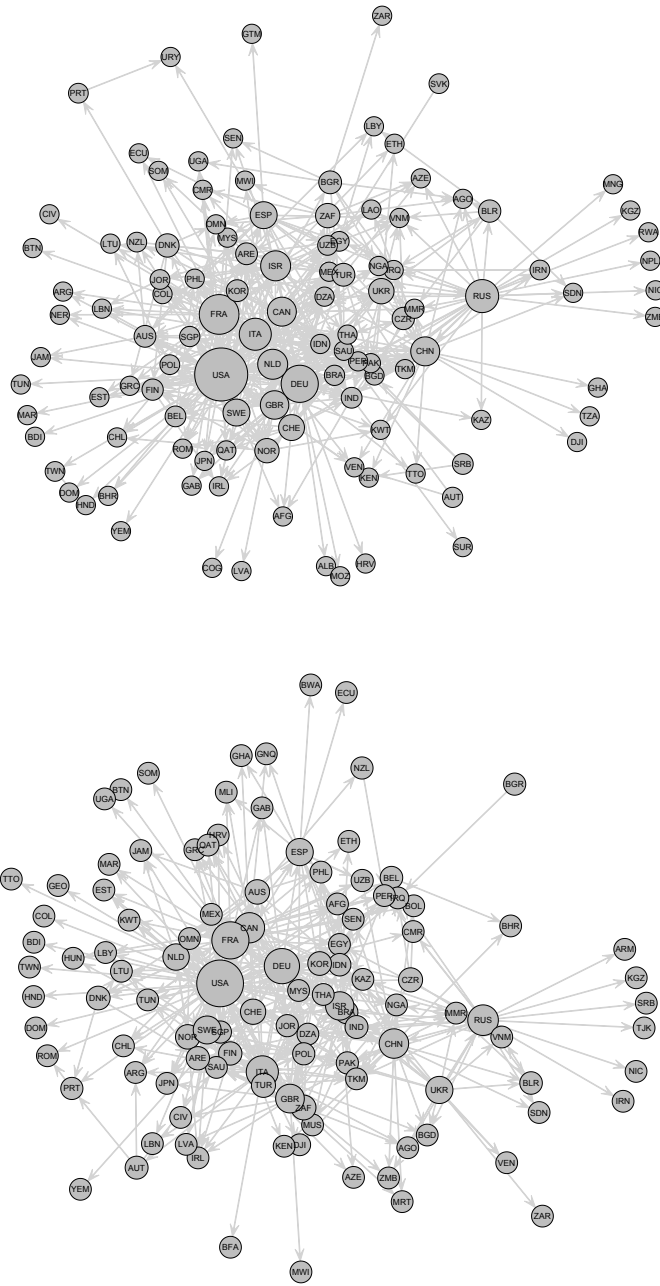 ZAR
GTM
URY
SVK
PRT
LBY
SEN
ETH
ECU
UGA
SOM
AZE
MWI
BGR
MNG
CMR
AGO
KGZ
CIV
ESP
ZAF
LAO
VNM
BLR
OMN
RWA
MYS
LTU
NZL
DNK
UZB
BTN
ARE
NPL
ISR
NGA
IRQ
IRN
MEX
TUR
JOR
PHL
UKR
ARG
COL
KOR
DZA
RUS
SDN
LBN
MMR
NER
FRA
CAN
CZR
AUS
SGP
ITA
THA
IDN
SAU
CHN
JAM
POL
NLD
PER
PAK
TKM
USA
BRA
BGD
TUN
GRC
FIN
DEU
GHA
EST
IND
MAR
BEL
SWE
GBR
TZA
KAZ
BDI
CHL
CHE
KWT
DJI
ROM
QAT
NOR
JPN
SRB
TWN
VEN
KEN
TTO
GAB
IRL
DOM
BHR
AUT
HND
AFG
YEM
SUR
COG
LVA
ALB
HRV
MOZ
BWA
ECU
GHA
GNQ
NZL
SOM
BGR
BTN
MLI
UGA
GAB
HRV
QAT
ETH
JAM
ESP
MAR
PHL
TTO
GEO
UZB
BEL
EST
AUS
PER
AFG
BOL
COL
KWT
MEX
SEN
BHR
CAN
CMR
BDI
OMN
FRA
EGY
ARM
HUN
LBY
NLD
TWN
LTU
DEU
KOR
IDN
KAZ
CZR
KGZ
USA
MYS
HND
DNK
TUN
THA
ISR
NGA
SRB
CHE
BRA
MMR
RUS
DOM
SWE
JOR
IND
TJK
NOR
DZA
VNM
CHL
CHN
ROM
ARE
FIN
POL
SAU
PAK
ARG
ITA
NIC
TKM
PRT
JPN
TUR
UKR
BLR
GBR
IRN
ZAF
SDN
CIV
MUS
BGD
LBN
LVA
KEN
DJI
AGO
IRL
VEN
AUT
AZE
ZMB
YEM
MRT
ZAR
BFA
MWI